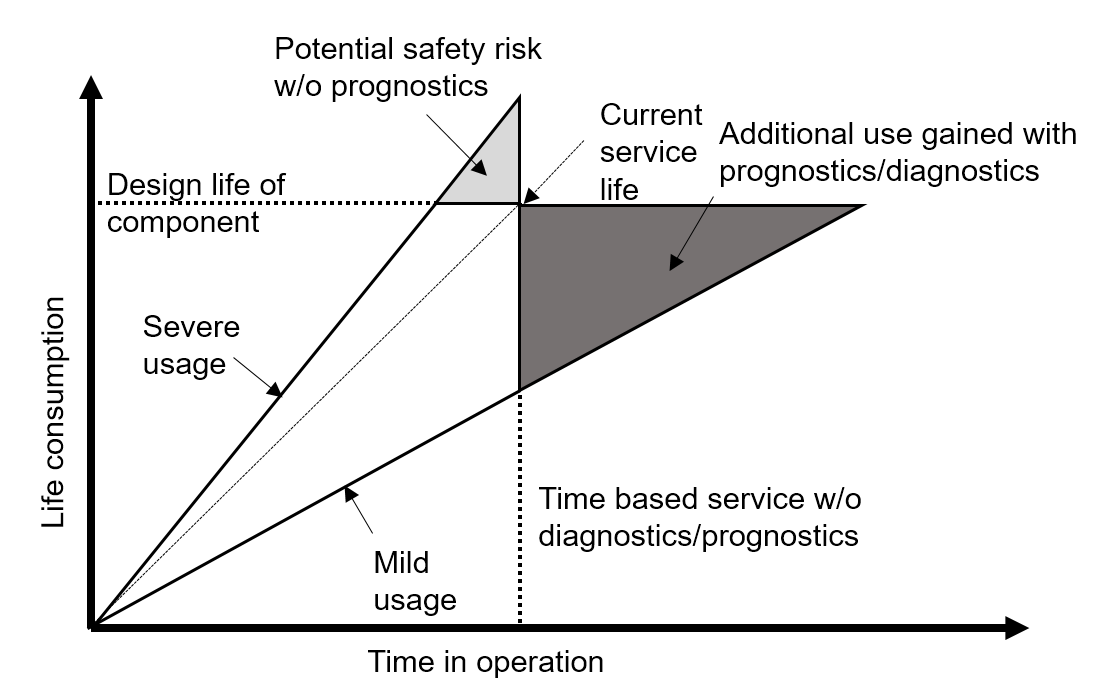 Potential safety risk
w/o prognostics
Current
service
life
Additional use gained with
prognostics/diagnostics
Design life of
component
Severe
usage
Life consumption
Time based service w/o
diagnostics/prognostics
Mild
usage
Time in operation